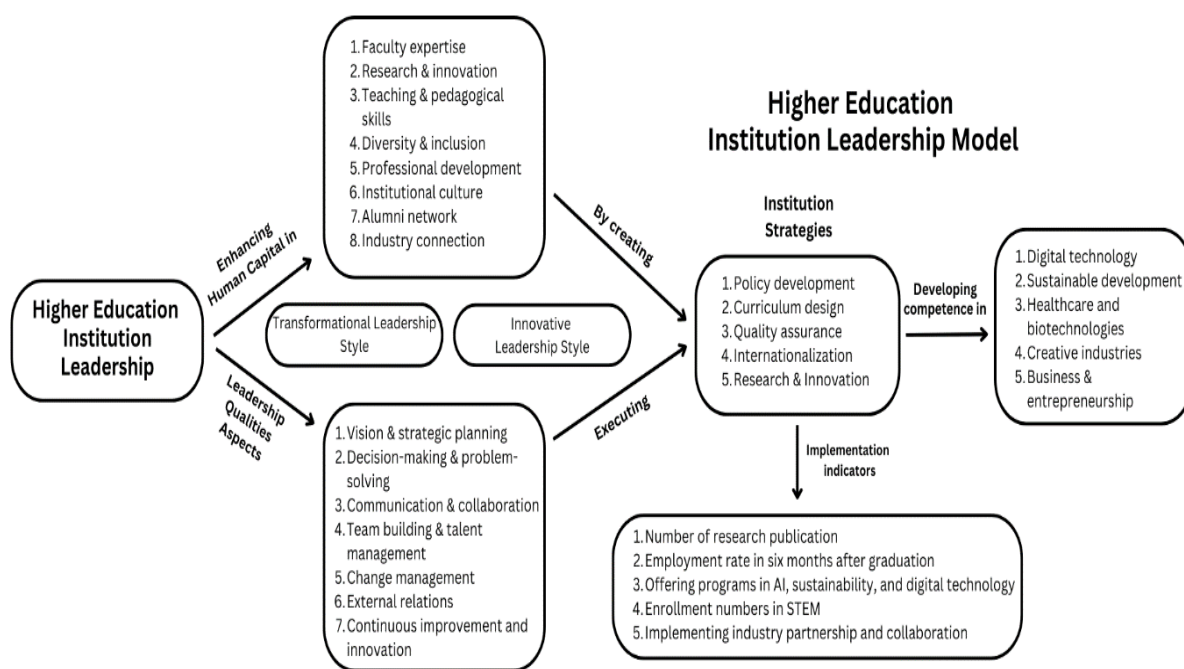 1. Faculty expertise
2. Research & innovation
3. Teaching & pedagogical
skills
4. Diversity & inclusion
5. Professional development
6. Institutional culture
7. Alumni network
8. Industry connection
Higher Education
Institution Leadership Model
Enhancing
Human Capital in
By creating
Institution
Strategies
Higher Education
Institution
Leadership
Transformational Leadership
Style
Innovative
Leadership Style
1. Policy development
2. Curriculum design
3. Quality assurance
4. Internationalization
5. Research & Innovation
Developing
competence in
1. Digital technology
2. Sustainable development
3. Healthcare and
biotechnologies
4. Creative industries
5. Business &
entrepreneurship
Leadership
Qualities
Aspects
Executing
1. Vision & strategic planning
2. Decision-making & problem-
solving
3. Communication & collaboration
4. Team building & talent
management
5. Change management
6. External relations
7. Continuous improvement and
innovation
Implementation
indicators
1. Number of research publication
2. Employment rate in six months after graduation
3. Offering programs in AI, sustainability, and digital technology
4. Enrollment numbers in STEM
5. Implementing industry partnership and collaboration